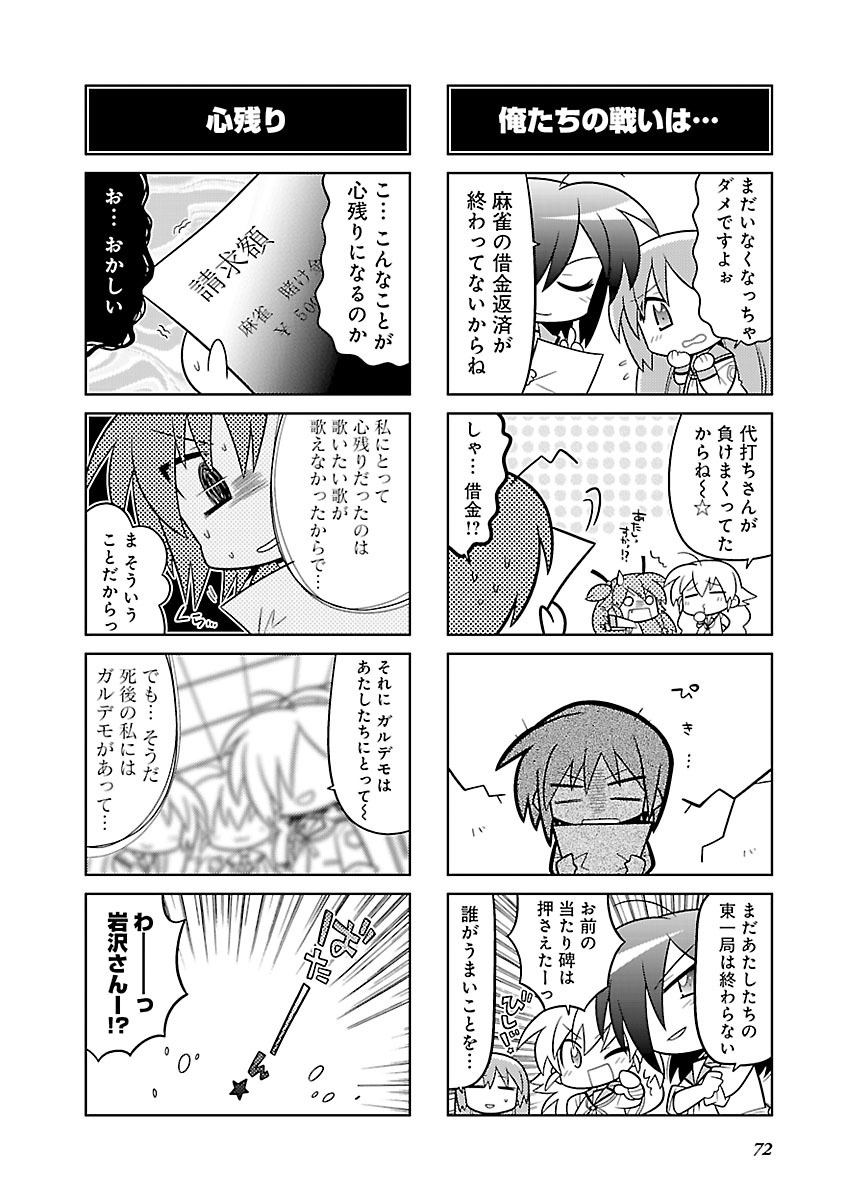 俺たちの戦いは…
まだいなくなっちゃ
ダメですよぉ
麻雀の借金返済が
終わってないからね
代打ちさんが
負けまくってた
からね～☆
あたし
ですか!?
しゃ…借金!?
ぴき…
まだあたしたちの
東一局は終わらない
お前の
当たり碑は
押さえたーっ
びしっ!
誰がうまいことを…
心残り
こ…こんなことが
心残りになるのか
請求額
麻雀 賭け金
￥500
お…おかしい
私にとって
心残りだったのは
歌いたい歌が
歌えなかったからで…
ま そういう
ことだからっ
それに ガルデモは
あたしたちにとって～
でも…そうだ
死後の私には
ガルデモがあって…
わーーっ
岩沢さんー!?
72